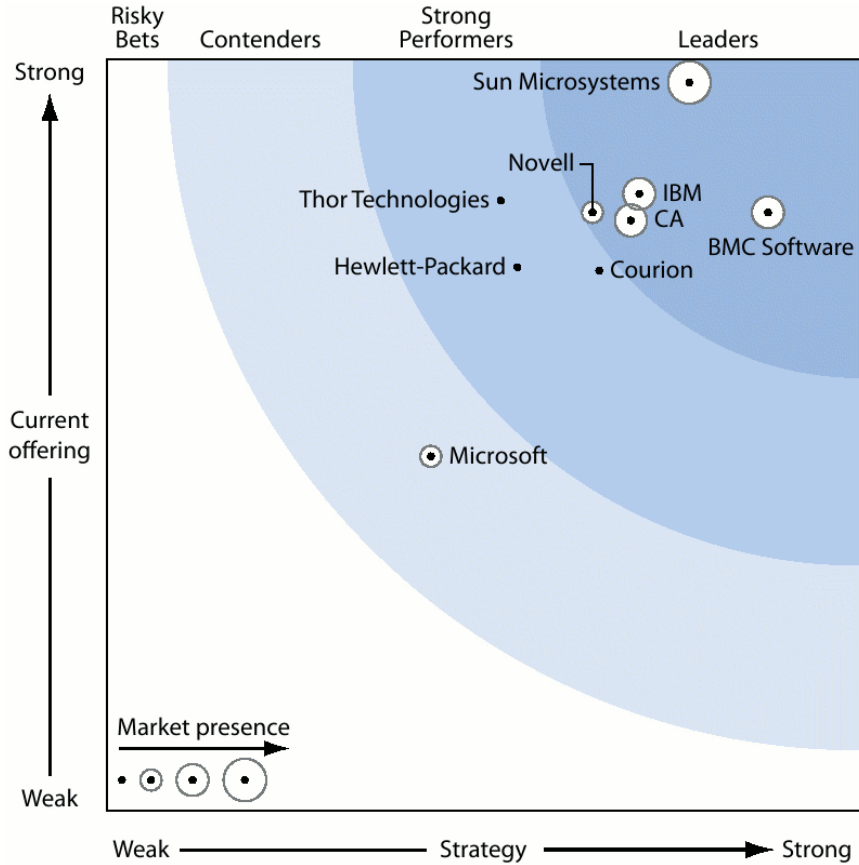 Risky
Bets
Contenders
Strong
Performers
Leaders
Strong
Sun Microsystems
Novell
Thor Technologies
IBM
CA
BMC Software
Hewlett-Packard
Courion
Current
offering
Microsoft
Market presence
Weak
Weak
Strategy
Strong